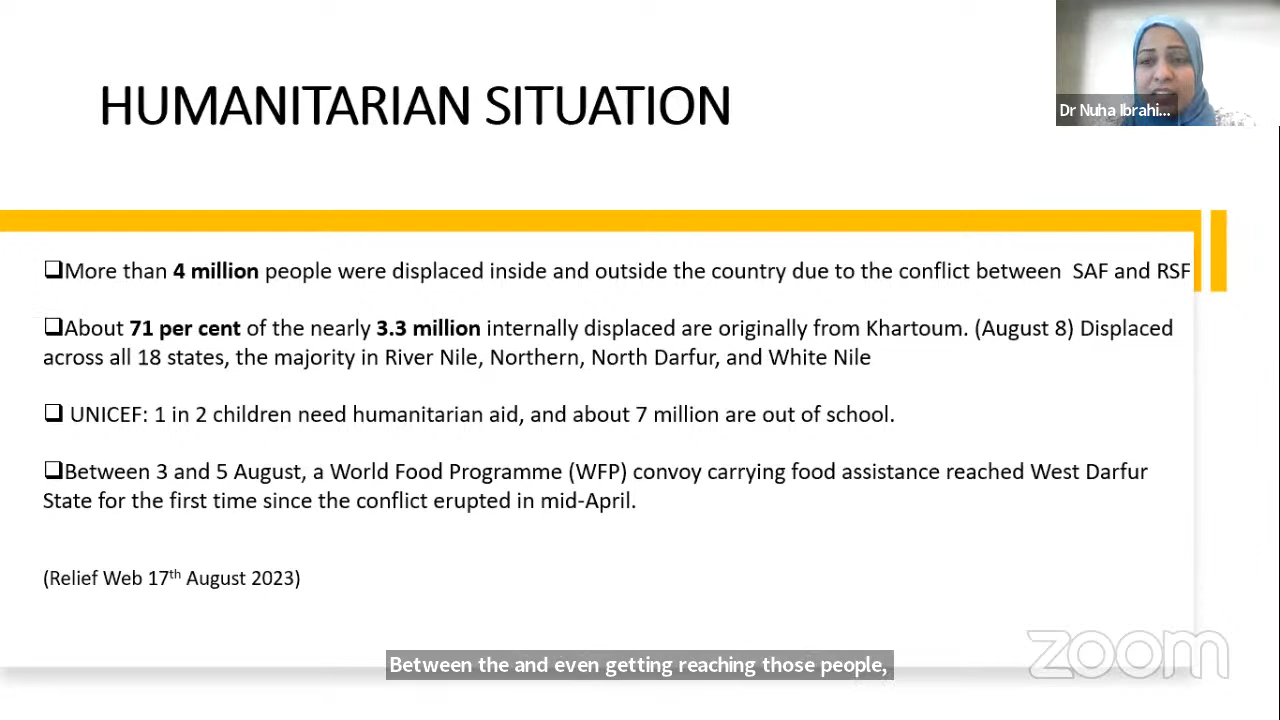 HUMANITARIAN SITUATION
Dr Nuha Ibrahi...
❑More than 4 million people were displaced inside and outside the country due to the conflict between SAF and RSF
❑About 71 per cent of the nearly 3.3 million internally displaced are originally from Khartoum. (August 8) Displaced
across all 18 states, the majority in River Nile, Northern, North Darfur, and White Nile
❑ UNICEF: 1 in 2 children need humanitarian aid, and about 7 million are out of school.
❑Between 3 and 5 August, a World Food Programme (WFP) convoy carrying food assistance reached West Darfur
State for the first time since the conflict erupted in mid-April.
(Relief Web 17th August 2023)
zoom
Between the and even getting reaching those people,